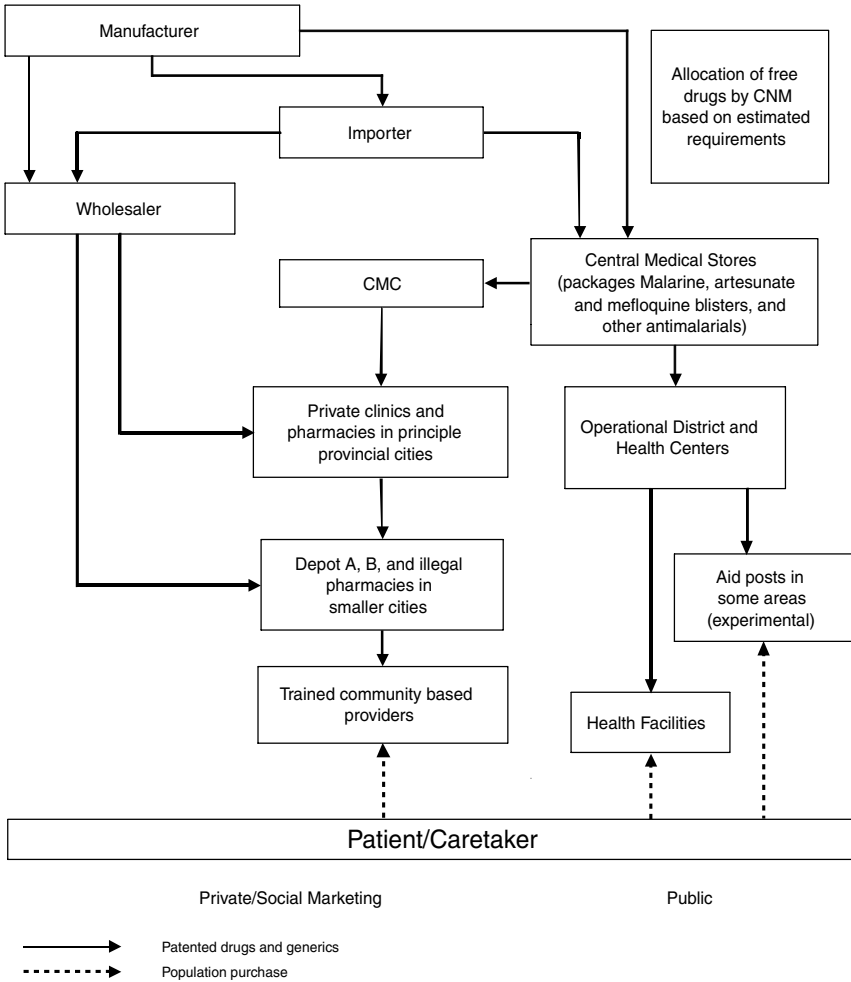 Manufacturer
Allocation of free
drugs by CNM
based on estimated
requirements
Importer
Wholesaler
Central Medical Stores
(packages Malarine, artesunate
and mefloquine blisters, and
other antimalarials)
CMC
Private clinics and
pharmacies in principle
provincial cities
Operational District and
Health Centers
Depot A, B, and illegal
pharmacies in
smaller cities
Aid posts in
some areas
(experimental)
Trained community based
providers
Health Facilities
Patient/Caretaker
Private/Social Marketing
Public
Patented drugs and generics
Population purchase